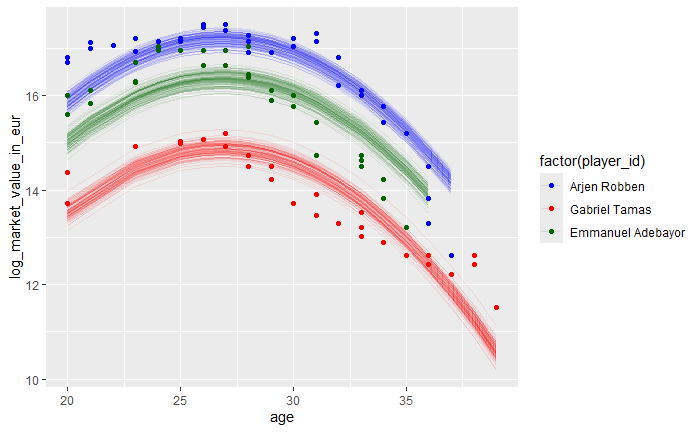 log_market_value_in_eur
16
14
12
10
20
25
30
35
age
factor(player_id)
Arjen Robben
Gabriel Tamas
Emmanuel Adebayor